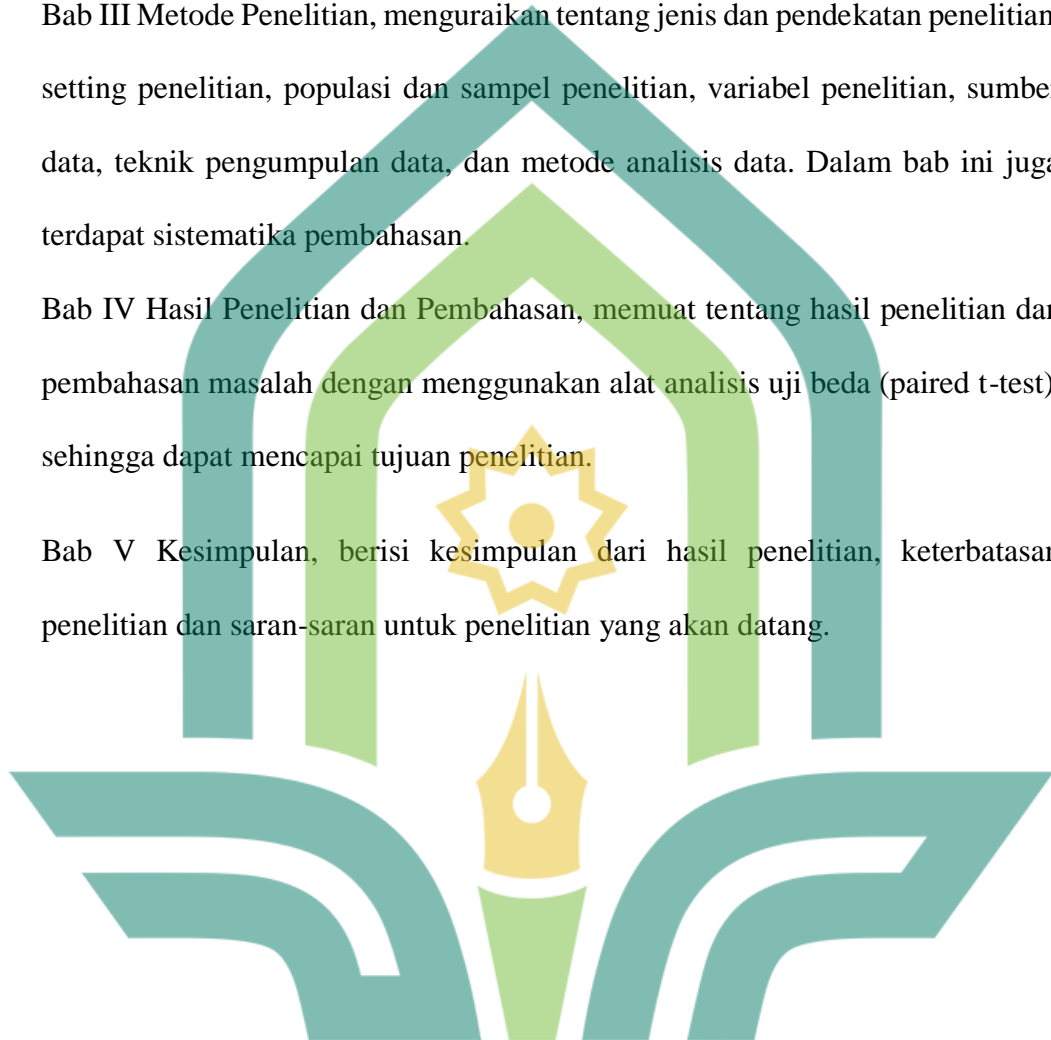 Bab III Metode Penelitian, menguraikan tentang jenis dan pendekatan penelitian
setting penelitian, populasi dan sampel penelitian, variabel penelitian, sumber
data, teknik pengumpulan data, dan metode analisis data. Dalam bab ini juga
terdapat sistematika pembahasan.
Bab IV Hasil Penelitian dan Pembahasan, memuat tentang hasil penelitian dan
pembahasan masalah dengan menggunakan alat analisis uji beda (paired t-test)
sehingga dapat mencapai tujuan penelitian.
Bab V Kesimpulan, berisi kesimpulan dari hasil penelitian, keterbatasan
penelitian dan saran-saran untuk penelitian yang akan datang.